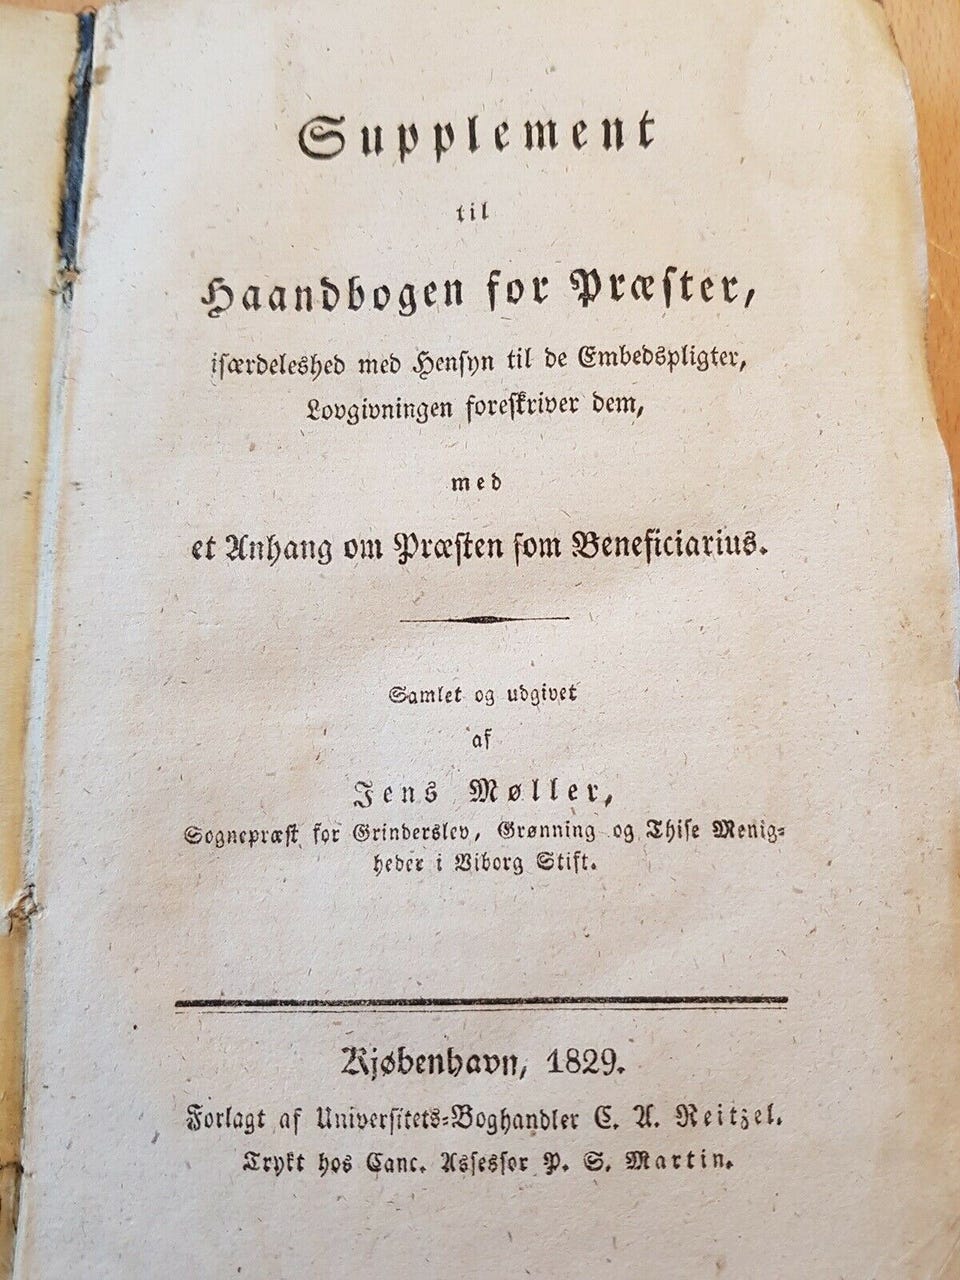 Supplement
til
Haandbogen for Præster,
isærdeleshed med Hensyn til de Embedspligter,
Lovgivningen foreskriver dem,
med
et Anhang om Præsten som Beneficiarius.
Samlet og udgivet
af
Jens Møller,
Sognepræst for Grinderslev, Grønning og Thise Menig-
heder i Viborg Stift.
Kjøbenhavn, 1829.
Forlagt af Universitets-Boghandler C. A. Reitzel.
Trykt hos Canc. Assessor P. S. Martin.